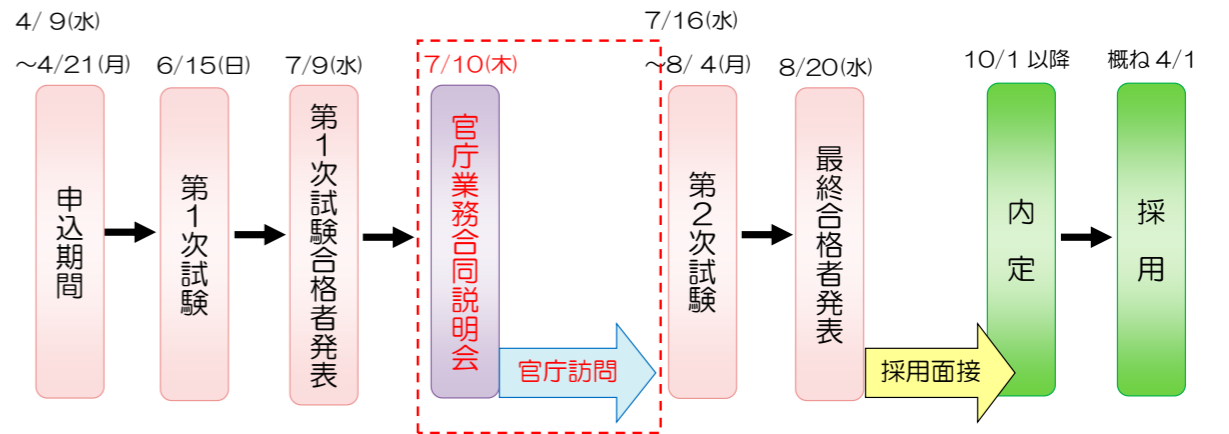 4/ 9(水)
～4/21(月)
申込期間
6/15(日)
第1次試験
7/9(水)
第1次試験合格者発表
7/10(木)
官庁業務合同説明会
官庁訪問
7/16(水)
～8/ 4(月)
第2次試験
8/20(水)
最終合格者発表
採用面接
10/1 以降
内定
概ね 4/1
採用